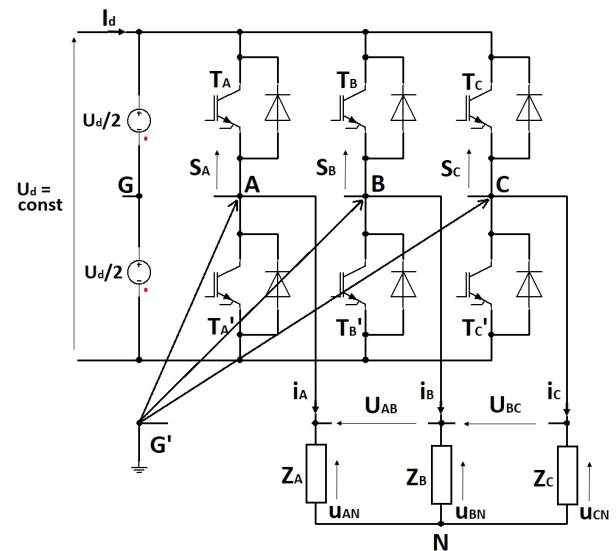 Id
TA
TB
TC
Ud/2
SA
SB
SC
G
A
B
C
Ud =
const
Ud/2
TA'
TB'
TC'
iA
iB
iC
UAB
UBC
G'
ZA
ZB
ZC
uAN
uBN
uCN
N